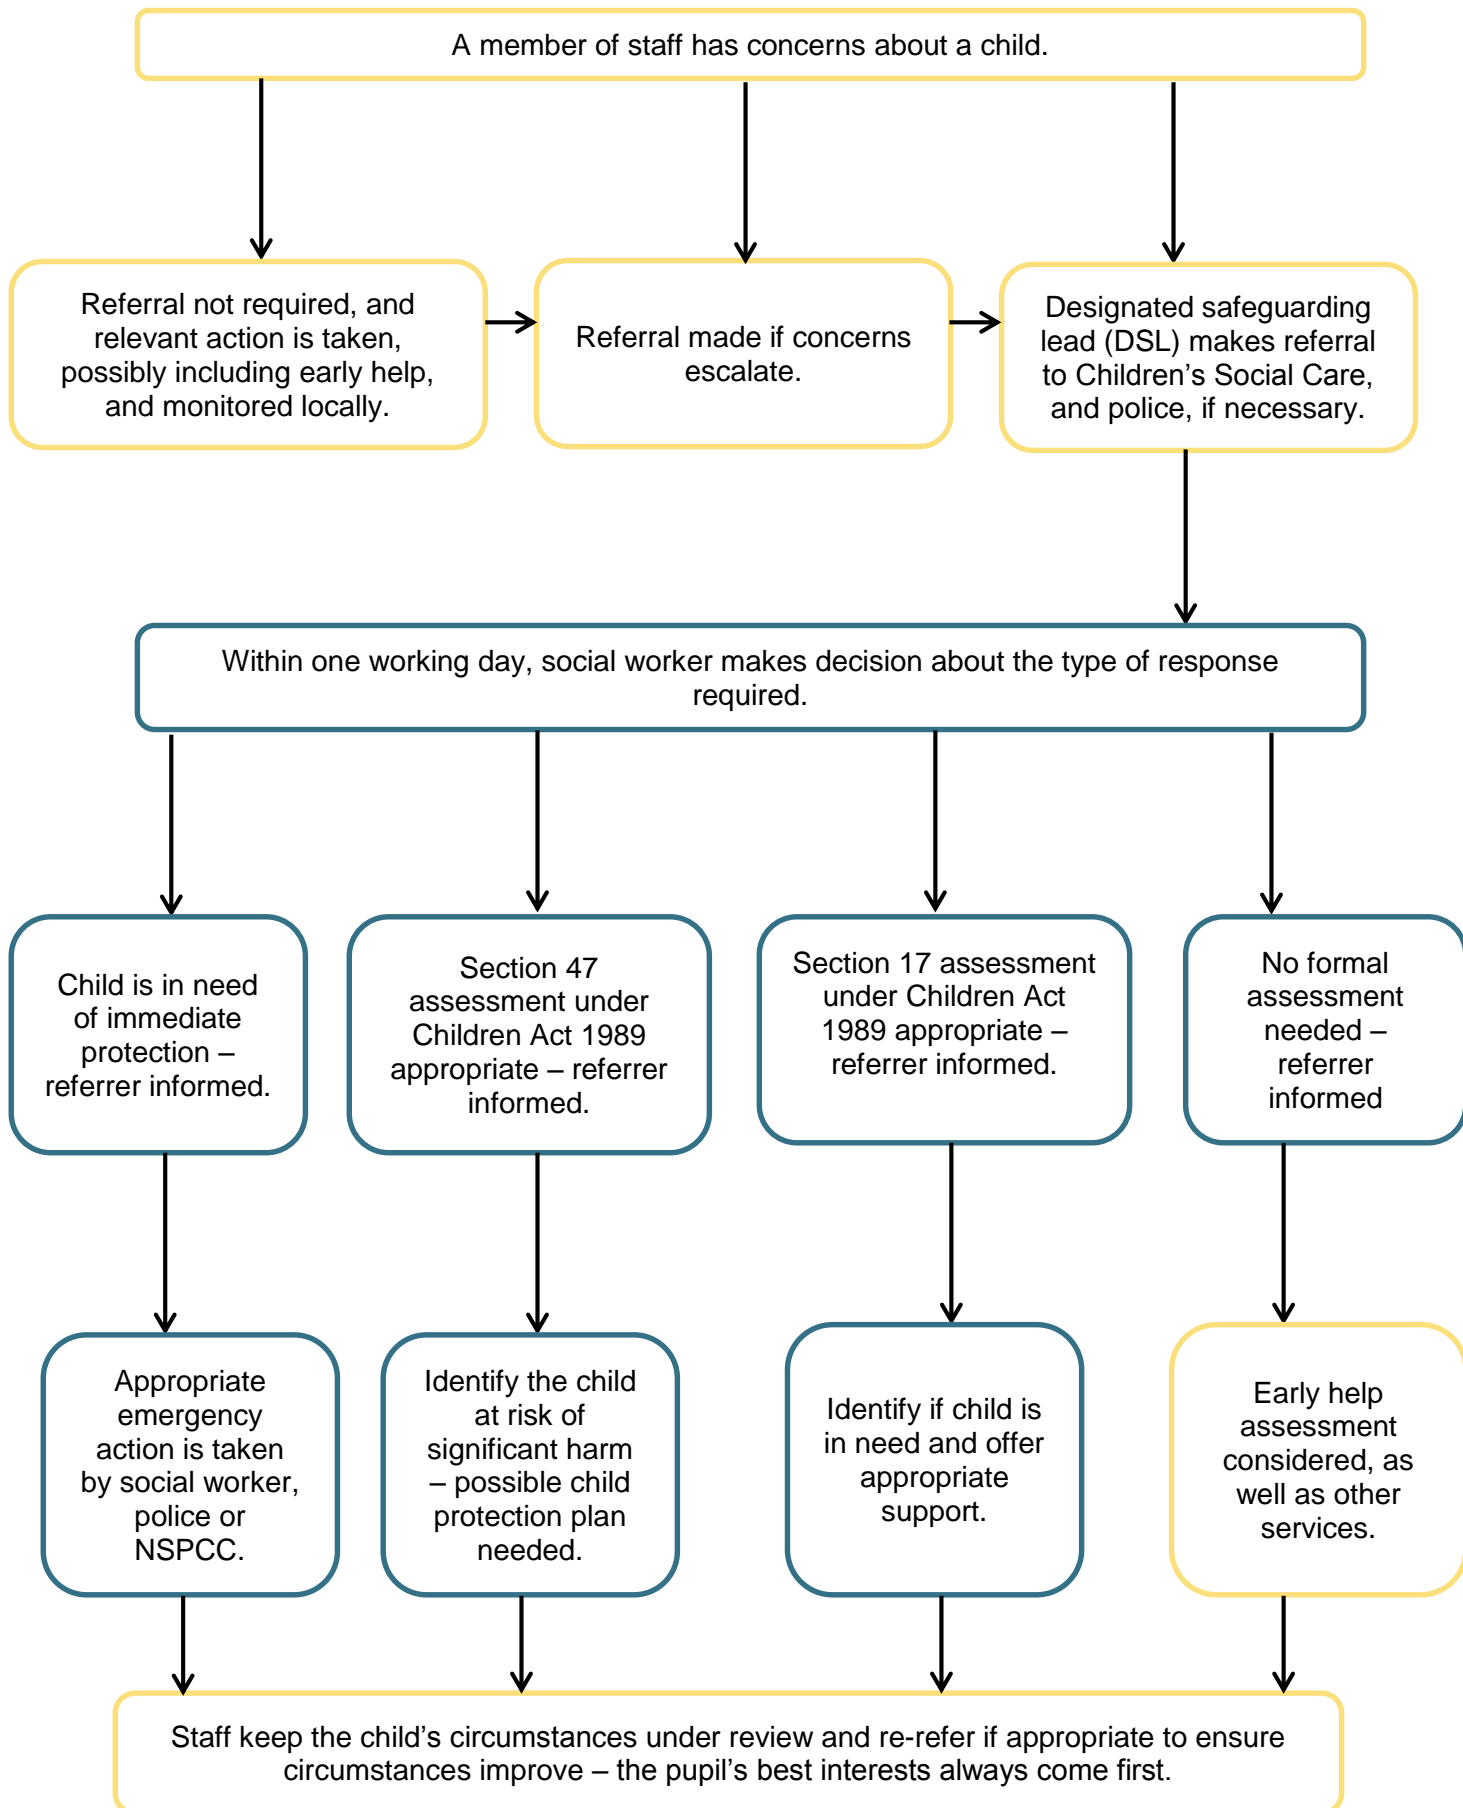 A member of staff has concerns about a child.
Referral not required, and
relevant action is taken,
possibly including early help,
and monitored locally.
Referral made if concerns
escalate.
Designated safeguarding
lead (DSL) makes referral
to Children’s Social Care,
and police, if necessary.
Within one working day, social worker makes decision about the type of response
required.
Child is in need
of immediate
protection –
referrer informed.
Section 47
assessment under
Children Act 1989
appropriate – referrer
informed.
Section 17 assessment
under Children Act
1989 appropriate –
referrer informed.
No formal
assessment
needed –
referrer
informed
Appropriate
emergency
action is taken
by social worker,
police or
NSPCC.
Identify the child
at risk of
significant harm
– possible child
protection plan
needed.
Identify if child is
in need and offer
appropriate
support.
Early help
assessment
considered, as
well as other
services.
Staff keep the child’s circumstances under review and re-refer if appropriate to ensure
circumstances improve – the pupil’s best interests always come first.